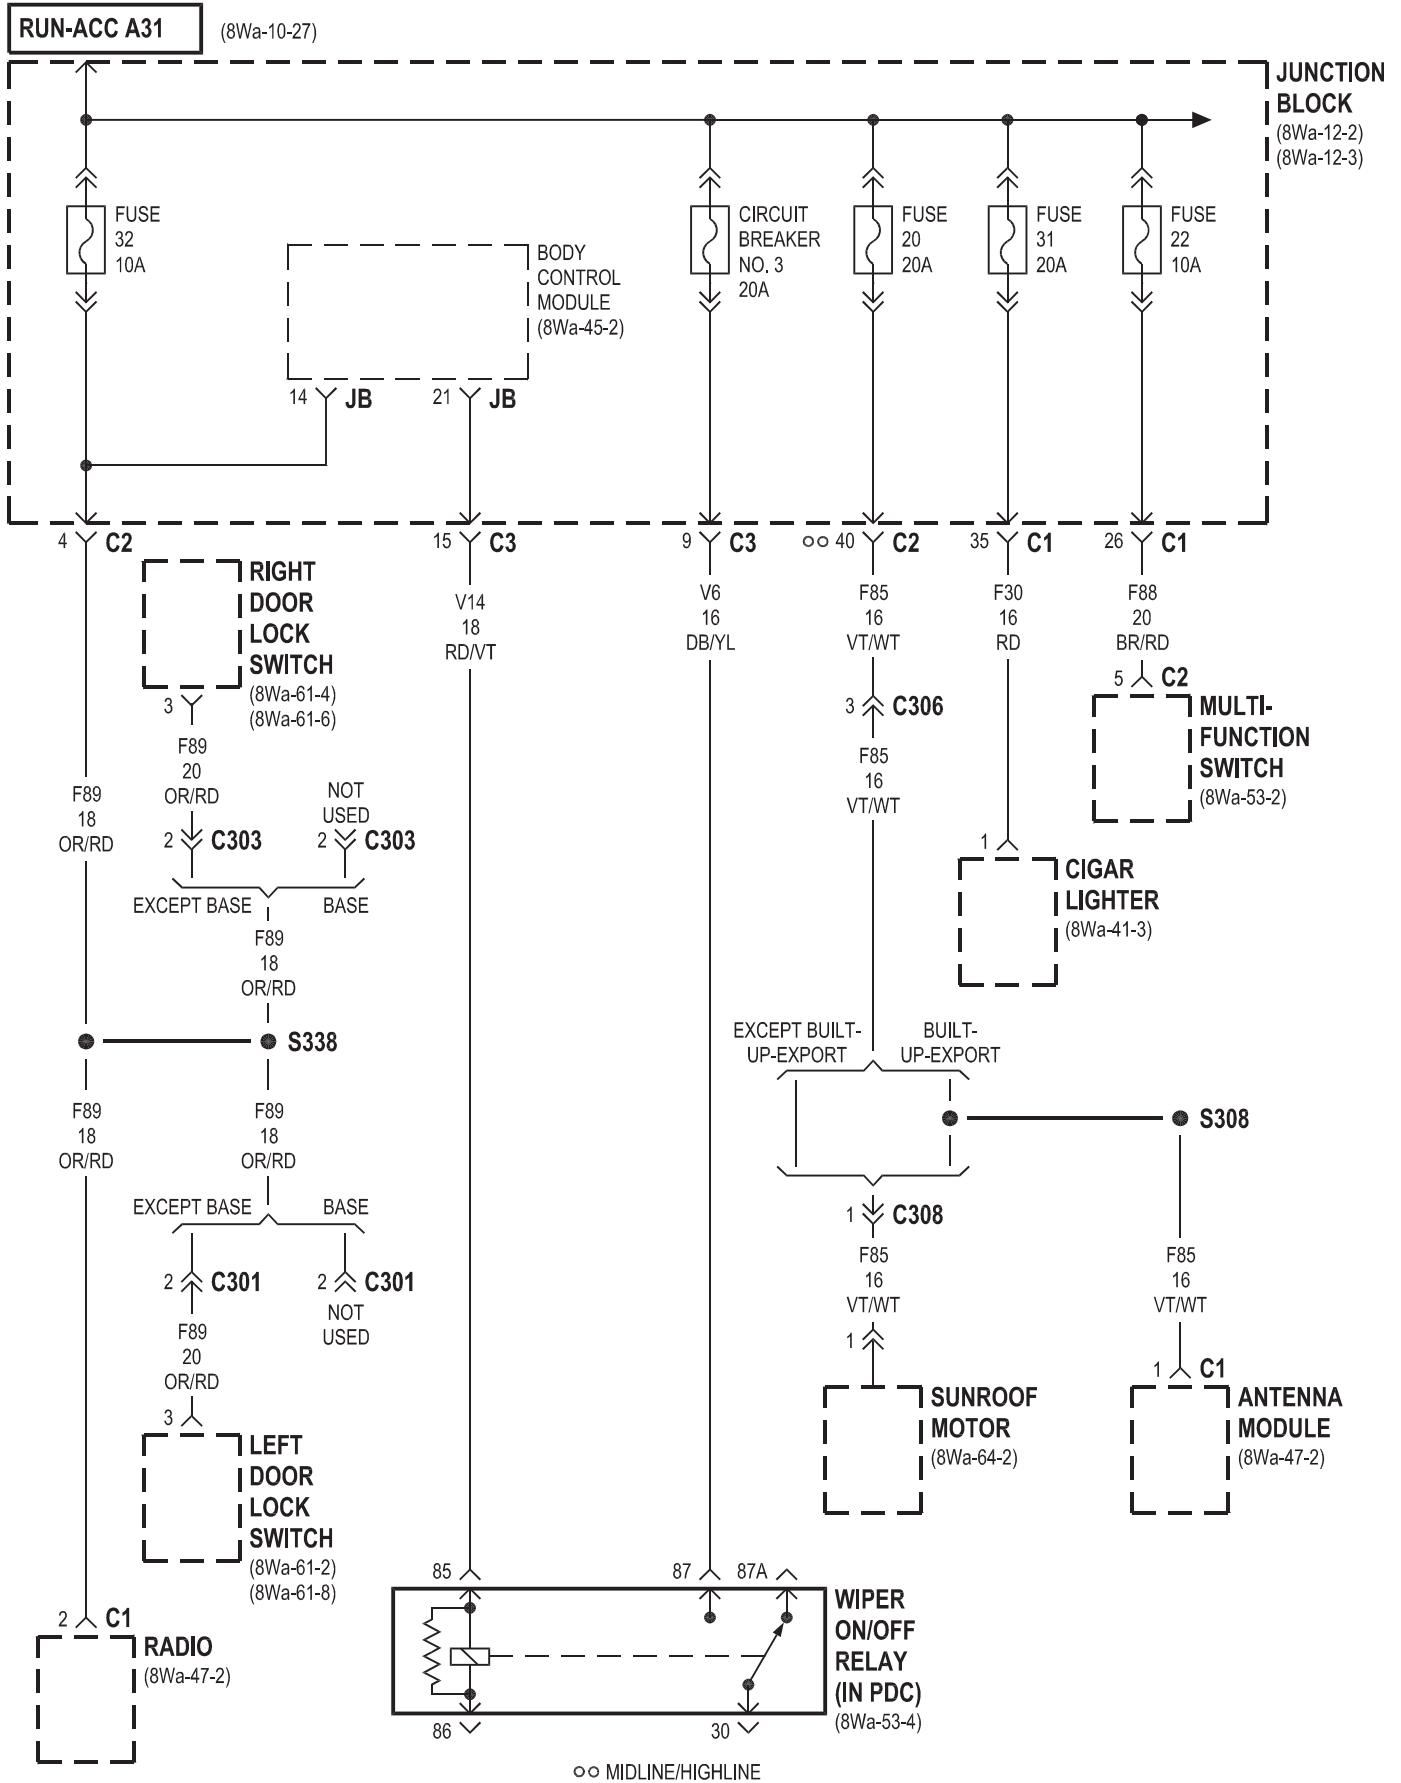 RUN-ACC A31
(8Wa-10-27)
JUNCTION
BLOCK
(8Wa-12-2)
(8Wa-12-3)
FUSE
32
10A
BODY
CONTROL
MODULE
(8Wa-45-2)
CIRCUIT
BREAKER
NO. 3
20A
FUSE
20
20A
FUSE
31
20A
FUSE
22
10A
14 JB
21 JB
4 C2
15 C3
9 C3
40 C2
35 C1
26 C1
RIGHT
DOOR
LOCK
SWITCH
(8Wa-61-4)
(8Wa-61-6)
3
F89
20
OR/RD
2 C303
NOT
USED
2 C303
EXCEPT BASE
BASE
F89
18
OR/RD
F89
18
OR/RD
S338
F89
18
OR/RD
F89
18
OR/RD
EXCEPT BASE
BASE
2 C301
2 C301
NOT
USED
F89
20
OR/RD
3
LEFT
DOOR
LOCK
SWITCH
(8Wa-61-2)
(8Wa-61-8)
2 C1
RADIO
(8Wa-47-2)
V14
18
RD/VT
V6
16
DB/YL
F85
16
VT/WT
3 C306
F85
16
VT/WT
F30
16
RD
F88
20
BR/RD
5 C2
MULTI-
FUNCTION
SWITCH
(8Wa-53-2)
1
CIGAR
LIGHTER
(8Wa-41-3)
EXCEPT BUILT-
UP-EXPORT
BUILT-
UP-EXPORT
S308
1 C308
F85
16
VT/WT
1
SUNROOF
MOTOR
(8Wa-64-2)
F85
16
VT/WT
1 C1
ANTENNA
MODULE
(8Wa-47-2)
85
87
87A
WIPER
ON/OFF
RELAY
(IN PDC)
(8Wa-53-4)
86
30
MIDLINE/HIGHLINE